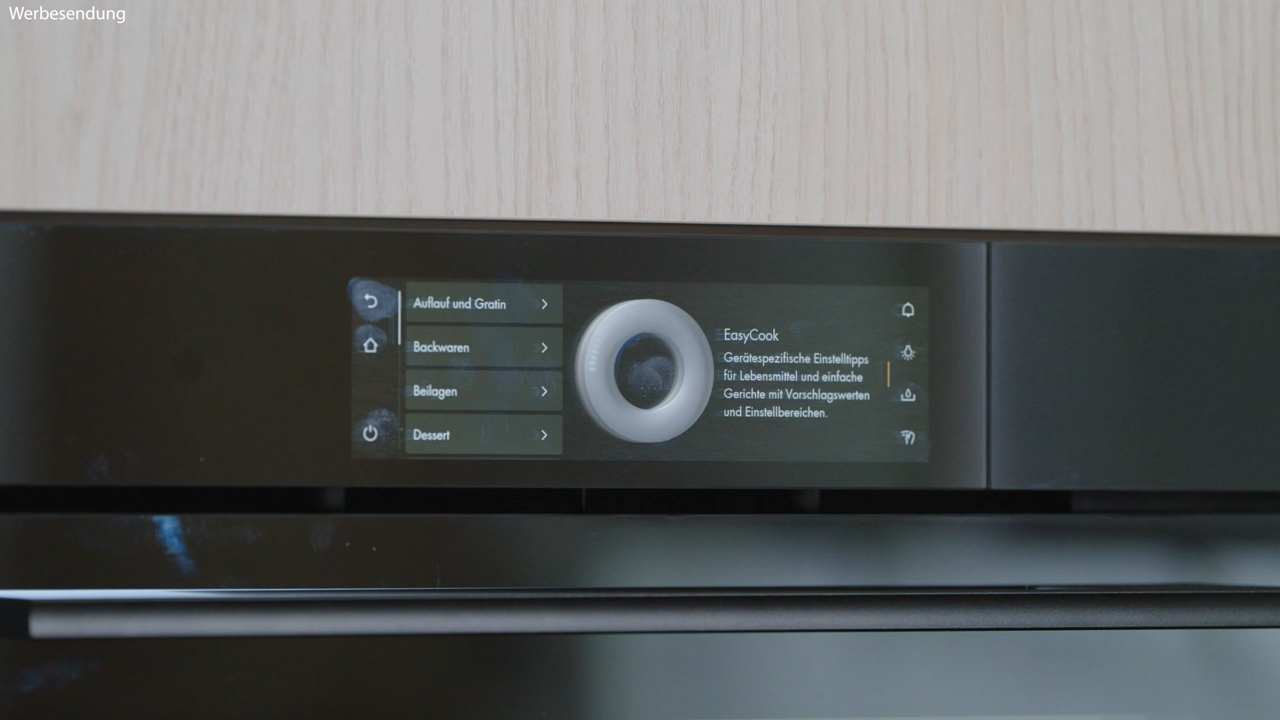 Werbesendung
Auflauf und Gratin
Backwaren
Beilagen
Dessert
EasyCook
Gerätespezifische Einstelltipps
für Lebensmittel und einfache
Gerichte mit Vorschlagswerten
und Einstellbereichen.